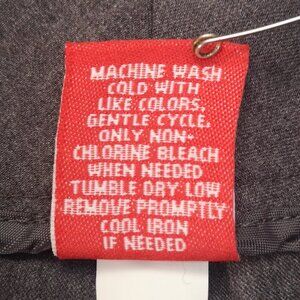 MACHINE WASH
COLD WITH
LIKE COLORS,
GENTLE CYCLE,
ONLY NON-
CHLORINE BLEACH
WHEN NEEDED
TUMBLE DRY LOW
REMOVE PROMPTLY
COOL IRON
IF NEEDED